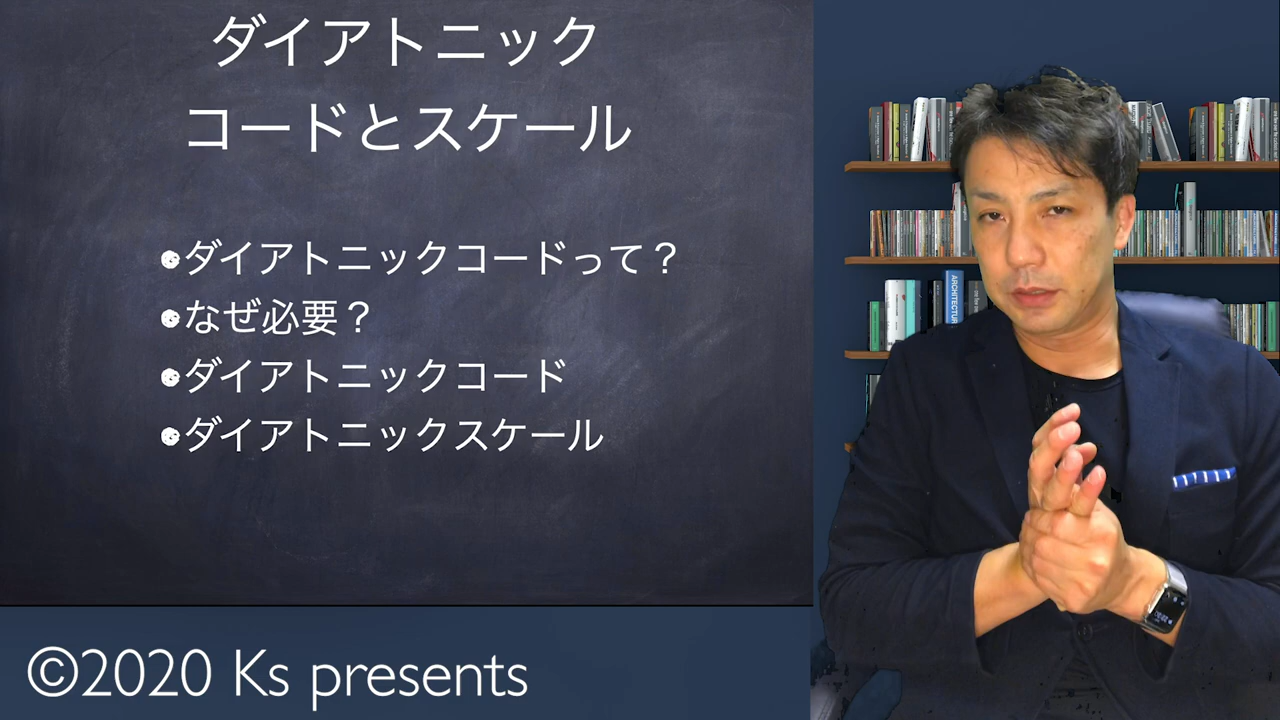 ダイアトニック
コードとスケール
•ダイアトニックコードって？
•なぜ必要？
•ダイアトニックコード
•ダイアトニックスケール
©2020 Ks presents
ARCHITECTUR